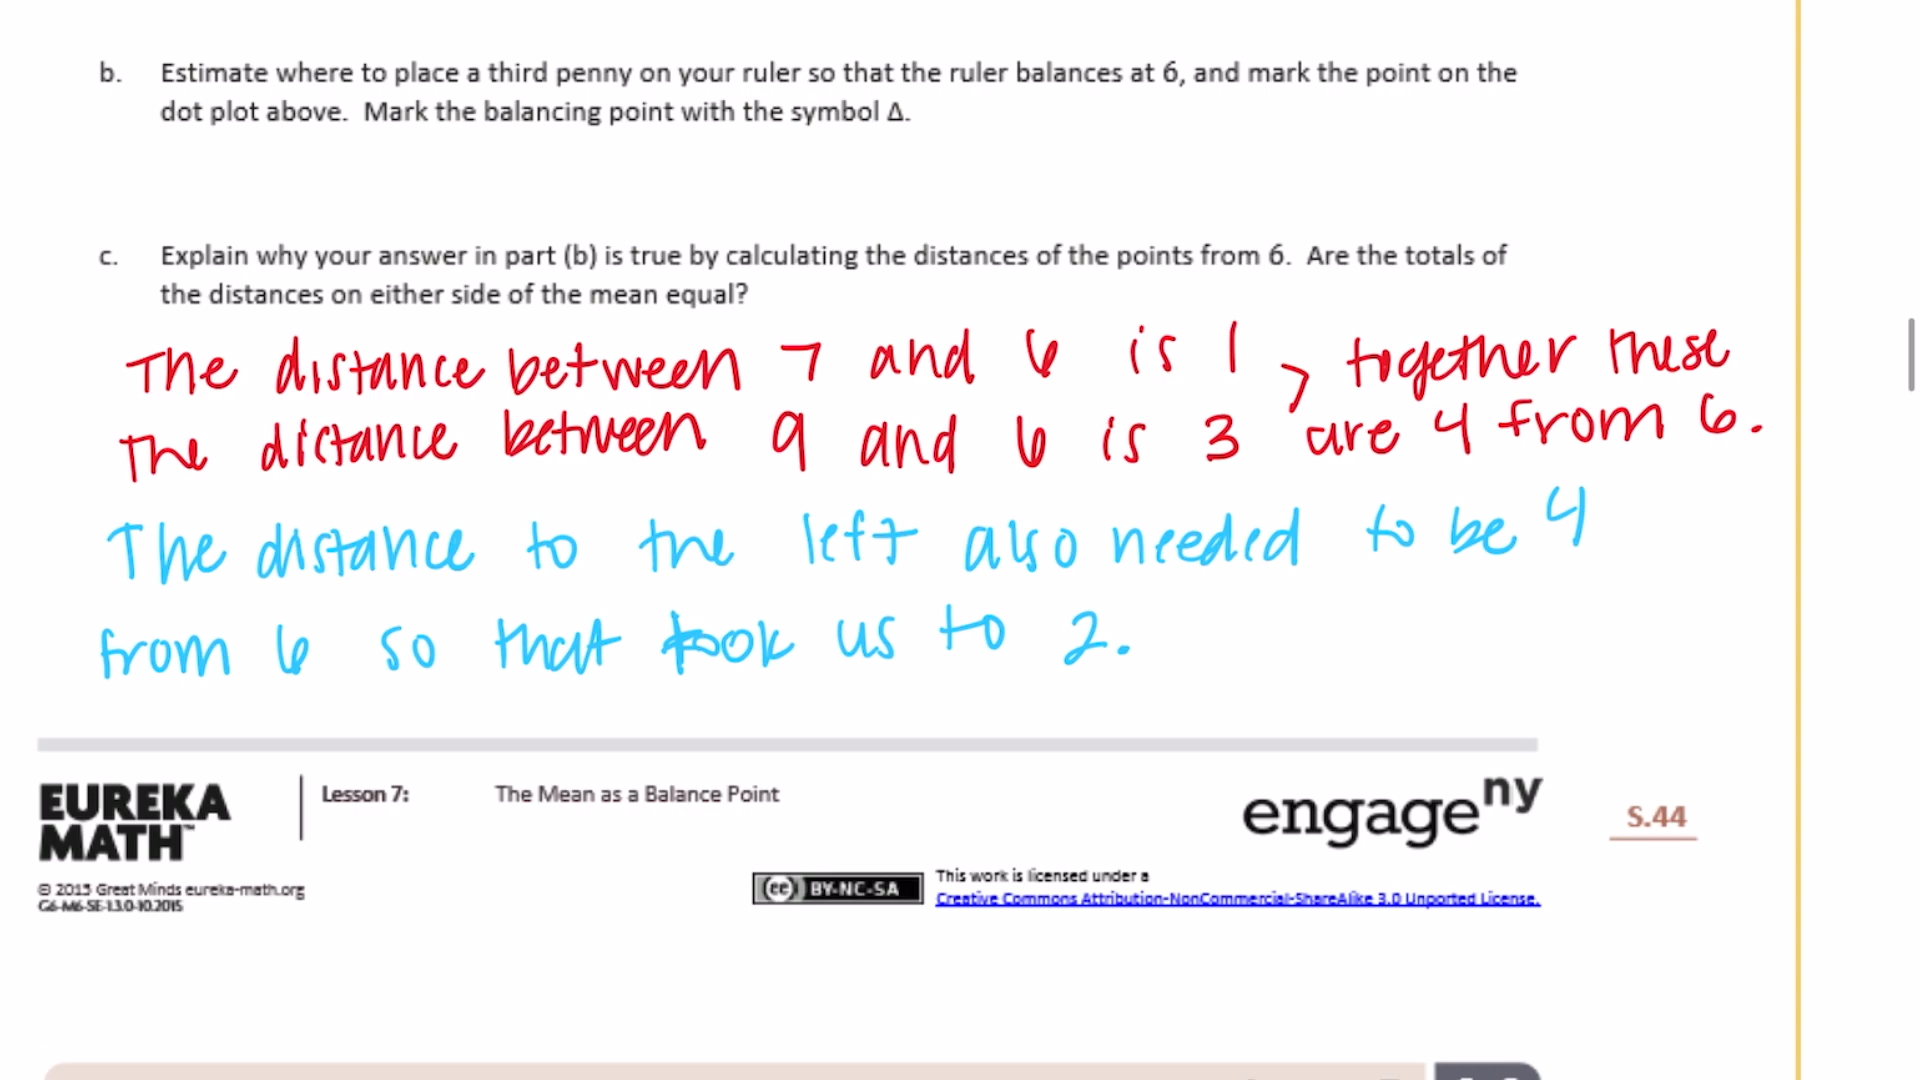 b. Estimate where to place a third penny on your ruler so that the ruler balances at 6, and mark the point on the
dot plot above. Mark the balancing point with the symbol Δ.
c. Explain why your answer in part (b) is true by calculating the distances of the points from 6. Are the totals of
the distances on either side of the mean equal?
The distance between 7 and 6 is 1 , together these
The distance between 9 and 6 is 3 are 4 from 6.
The distance to the left also needed to be 4
from 6 so that took us to 2.
EUREKA
MATH™
Lesson 7: The Mean as a Balance Point
engage ny
S.44
© 2015 Great Minds eureka-math.org
G6-M6-SE-1.3.0-10.2015
cc BY-NC-SA
This work is licensed under a
Creative Commons Attribution-NonCommercial-ShareAlike 3.0 Unported License.